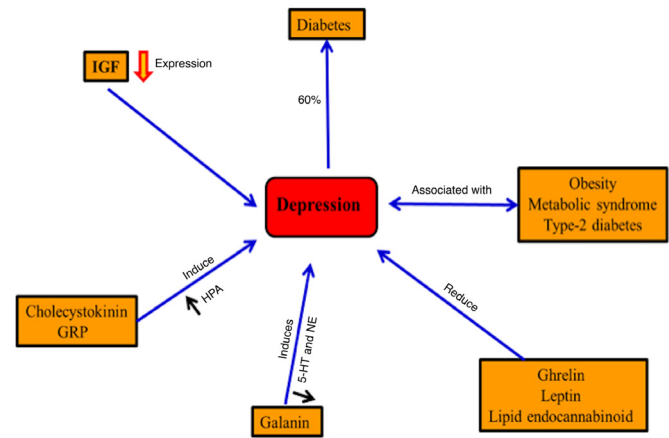 Diabetes
IGF
Expression
60%
Depression
Associated with
Obesity
Metabolic syndrome
Type-2 diabetes
Induce
HPA
Cholecystokinin
GRP
Induces
5-HT and NE
Galanin
Reduce
Ghrelin
Leptin
Lipid endocannabinoid